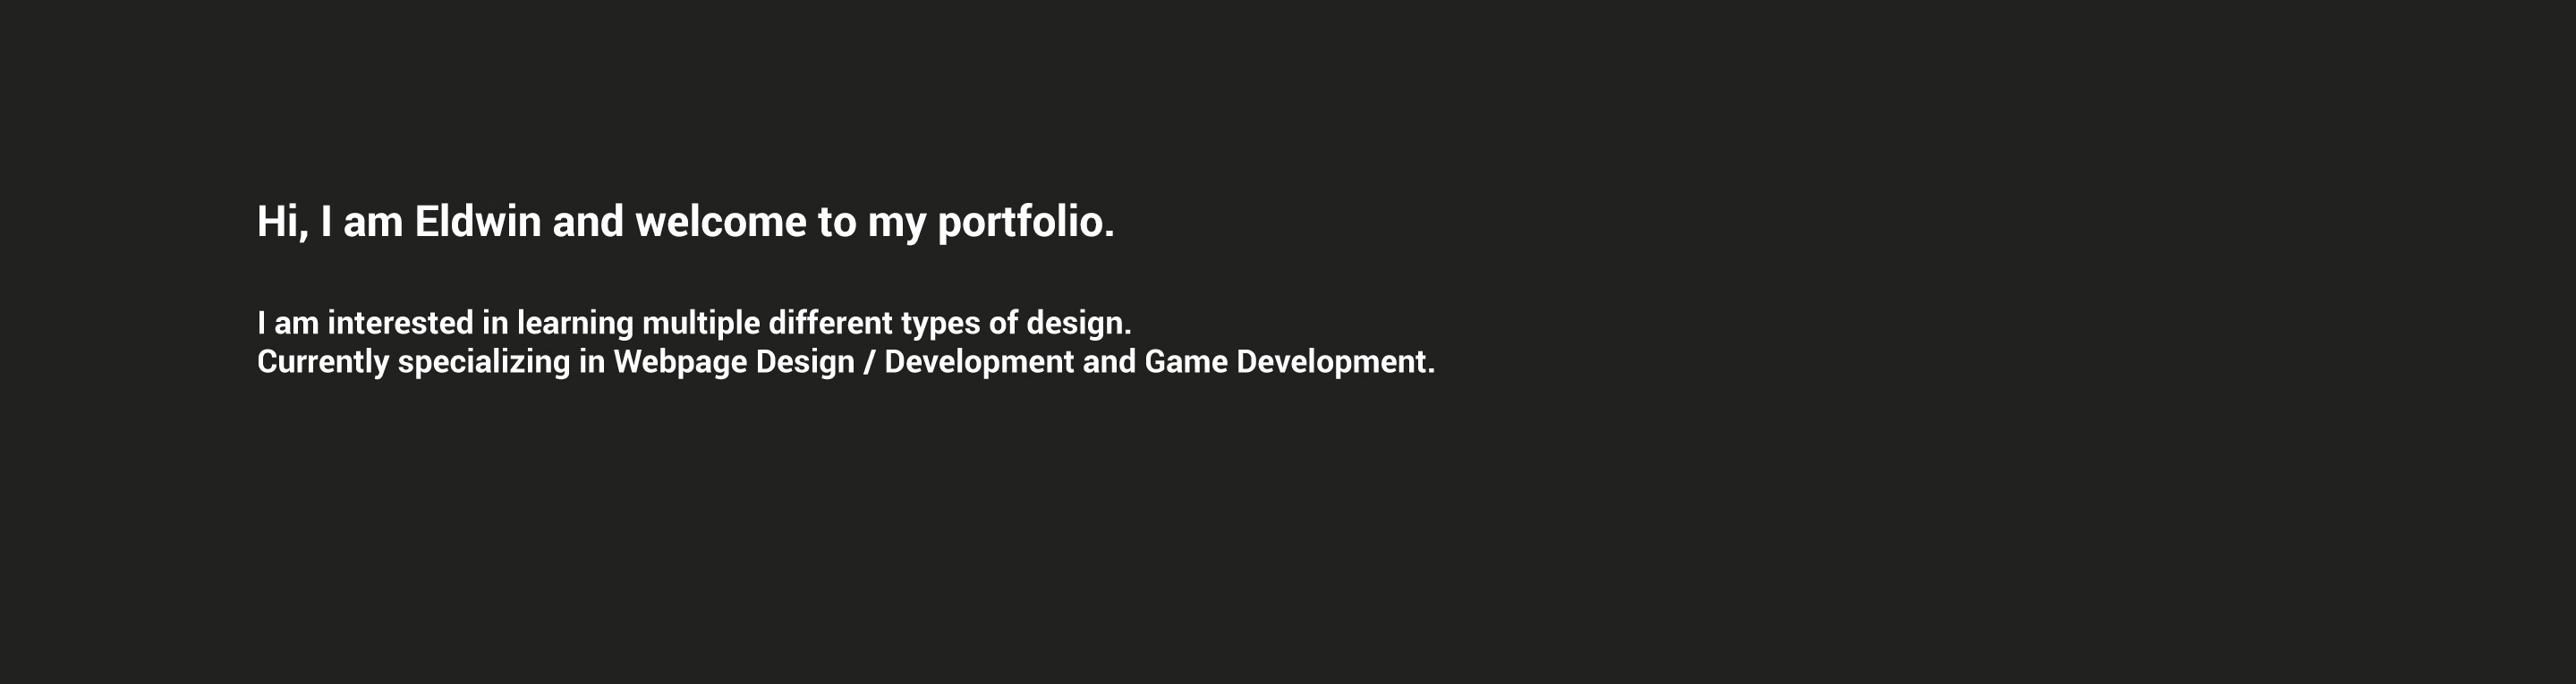 Hi, I am Eldwin and welcome to my portfolio.
I am interested in learning multiple different types of design.
Currently specializing in Webpage Design / Development and Game Development.